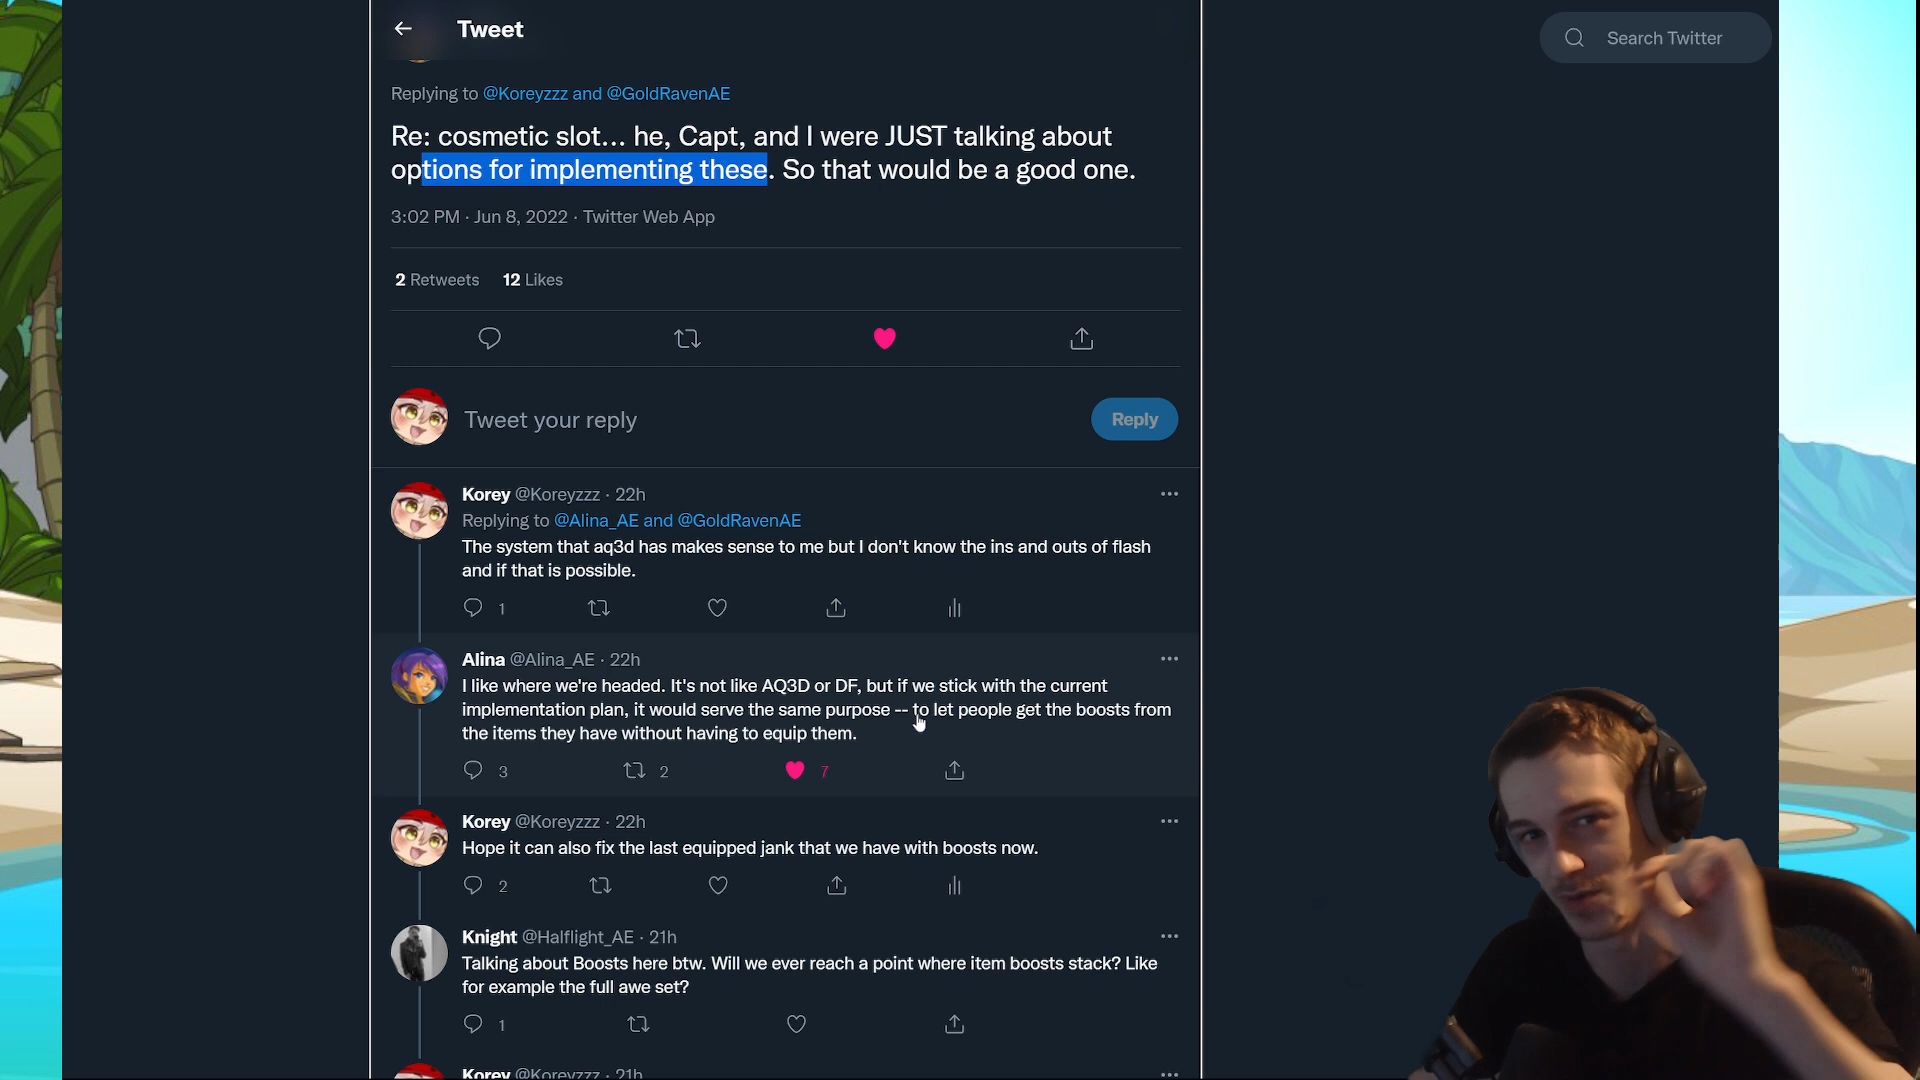 Tweet
Search Twitter
Replying to @Koreyzzz and @GoldRavenAE
Re: cosmetic slot... he, Capt, and I were JUST talking about
options for implementing these. So that would be a good one.
3:02 PM · Jun 8, 2022 · Twitter Web App
2 Retweets 12 Likes
Tweet your reply
Reply
Korey @Koreyzzz · 22h
Replying to @Alina_AE and @GoldRavenAE
The system that aq3d has makes sense to me but I don't know the ins and outs of flash
and if that is possible.
1
Alina @Alina_AE · 22h
I like where we're headed. It's not like AQ3D or DF, but if we stick with the current
implementation plan, it would serve the same purpose -- to let people get the boosts from
the items they have without having to equip them.
3 2 7
Korey @Koreyzzz · 22h
Hope it can also fix the last equipped jank that we have with boosts now.
2
Knight @Halflight_AE · 21h
Talking about Boosts here btw. Will we ever reach a point where item boosts stack? Like
for example the full awe set?
1
Korey @Koreyzzz · 21h